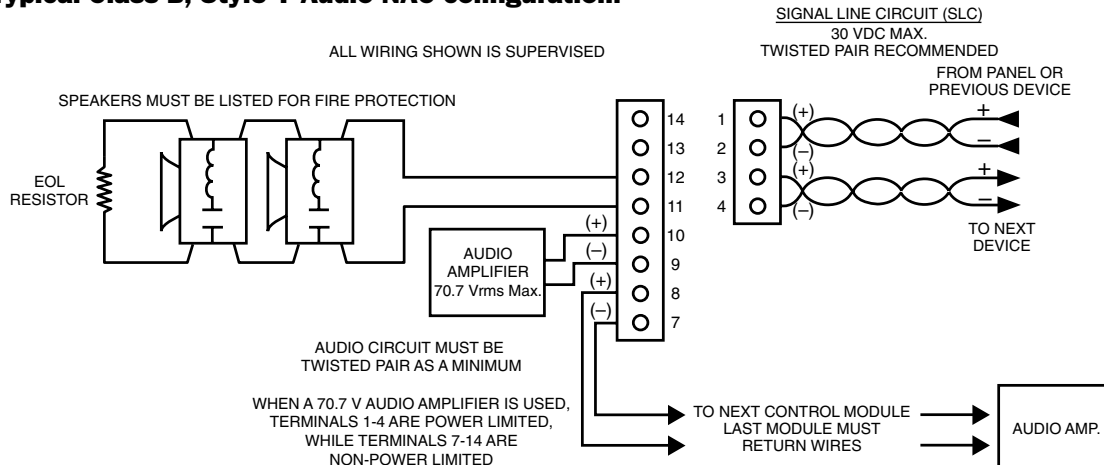 Typical Class B, Style Y Audio NAC configuration:
SIGNAL LINE CIRCUIT (SLC)
30 VDC MAX.
TWISTED PAIR RECOMMENDED
ALL WIRING SHOWN IS SUPERVISED
FROM PANEL OR
PREVIOUS DEVICE
SPEAKERS MUST BE LISTED FOR FIRE PROTECTION
EOL
RESISTOR
14
13
12
11
10
9
8
7
(+)
(–)
(+)
(–)
1
2
3
4
(+)
(–)
(+)
(–)
+
–
+
–
TO NEXT
DEVICE
AUDIO
AMPLIFIER
70.7 Vrms Max.
AUDIO CIRCUIT MUST BE
TWISTED PAIR AS A MINIMUM
WHEN A 70.7 V AUDIO AMPLIFIER IS USED,
TERMINALS 1-4 ARE POWER LIMITED,
WHILE TERMINALS 7-14 ARE
NON-POWER LIMITED
TO NEXT CONTROL MODULE
LAST MODULE MUST
RETURN WIRES
AUDIO AMP.